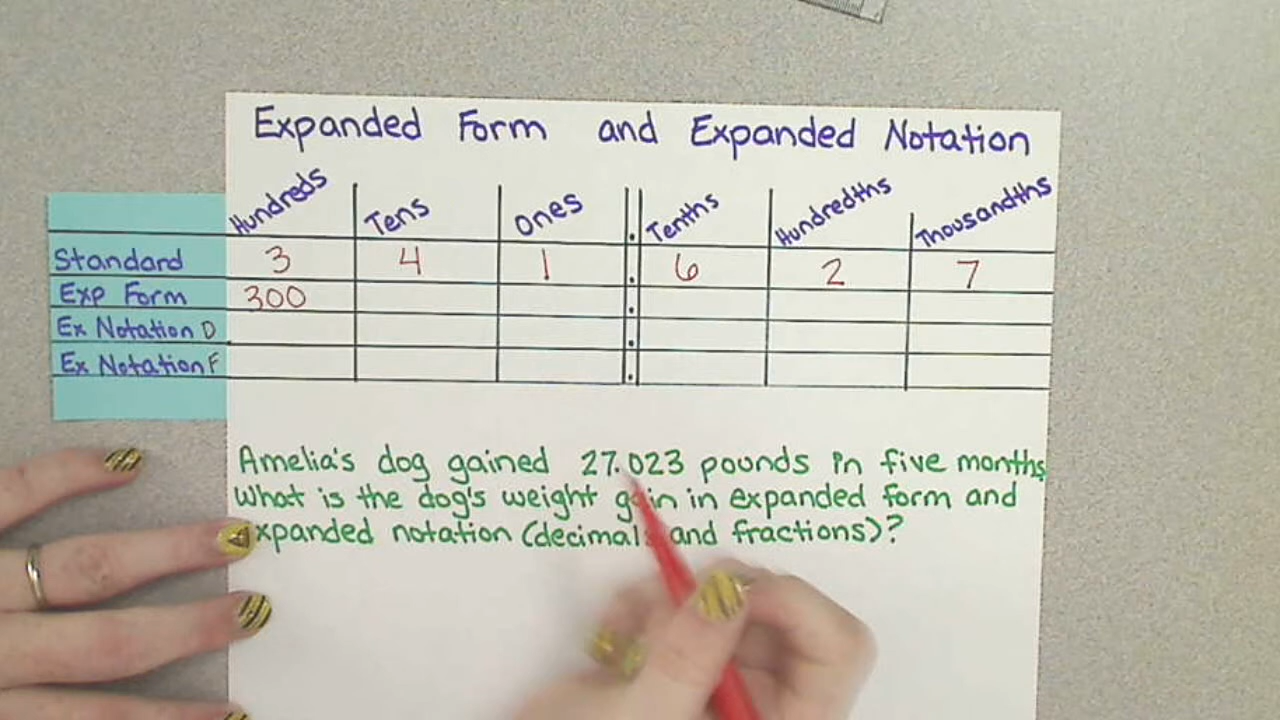 Expanded Form and Expanded Notation
Hundreds Tens Ones . Tenths Hundredths Thousandths
Standard 3 4 1 . 6 2 7
Exp Form 300 .
Ex Notation D .
Ex Notation F .
Amelia's dog gained 27.023 pounds in five months.
What is the dog's weight gain in expanded form and
expanded notation (decimals and fractions)?